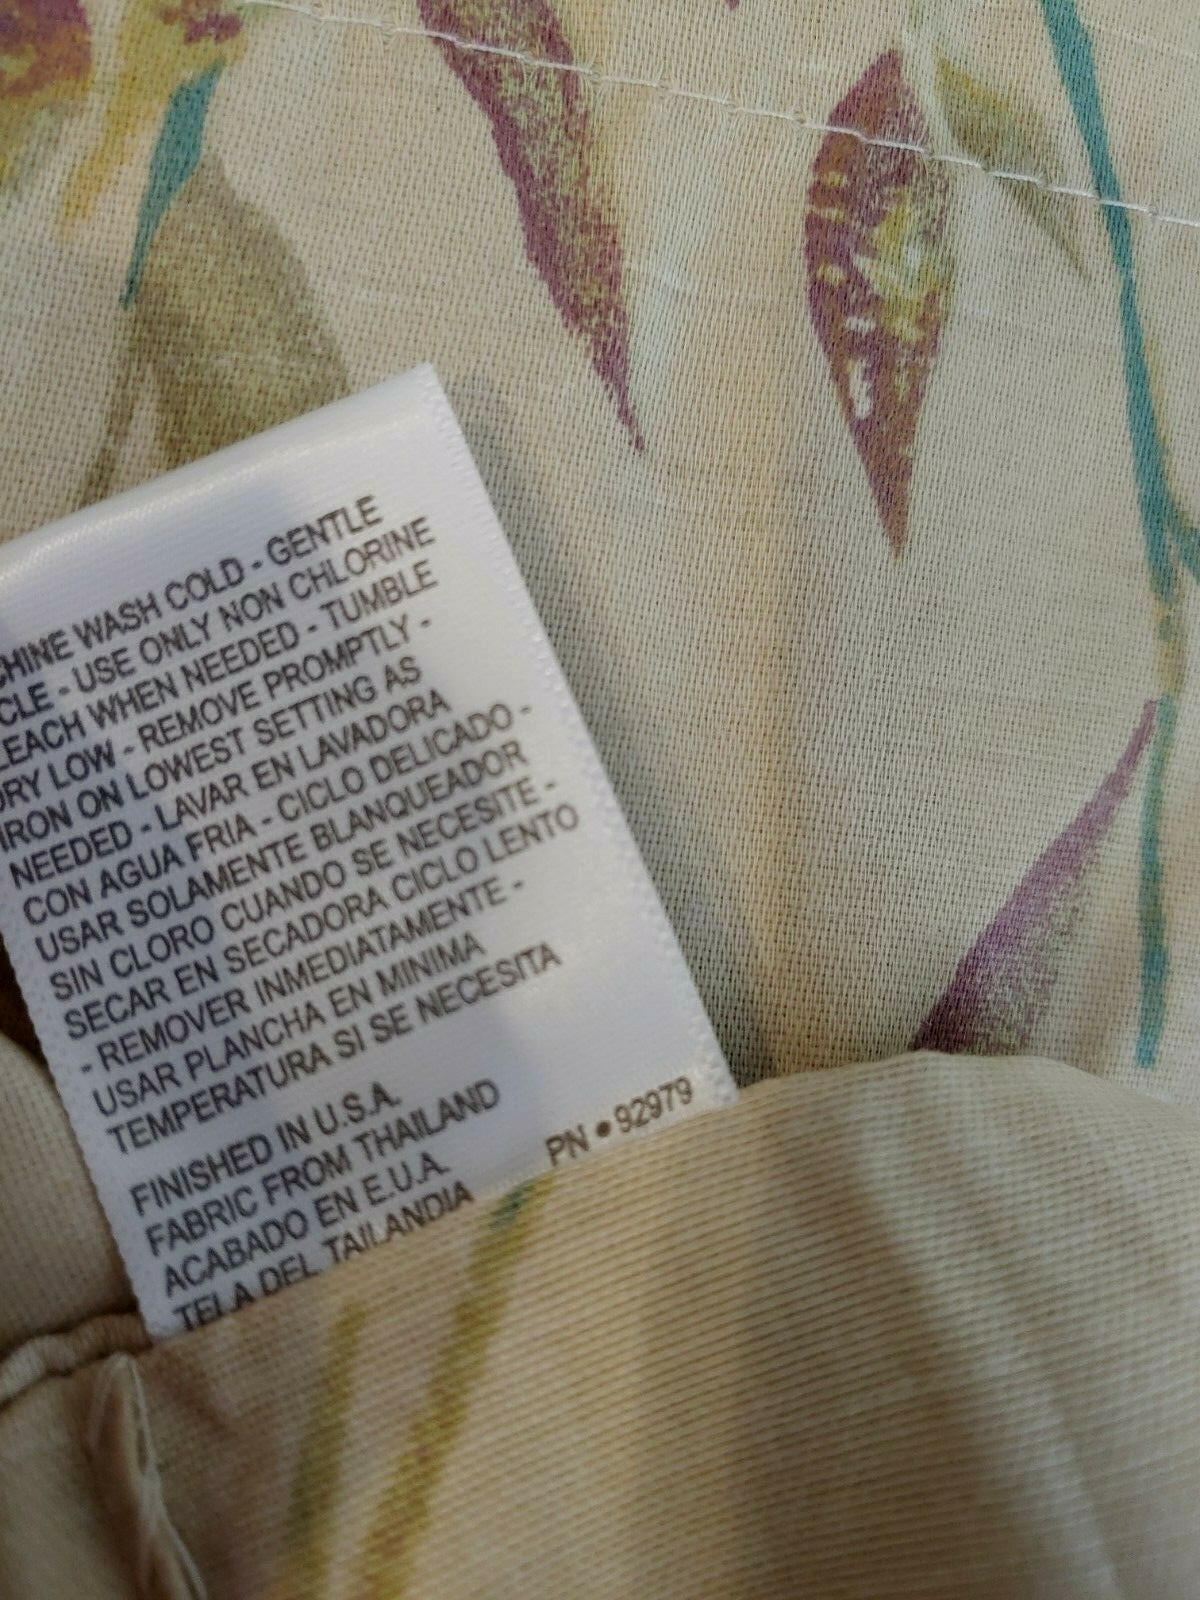 CHINE WASH COLD - GENTLE
CLE - USE ONLY NON CHLORINE
LEACH WHEN NEEDED - TUMBLE
DRY LOW - REMOVE PROMPTLY -
IRON ON LOWEST SETTING AS
NEEDED - LAVAR EN LAVADORA
CON AGUA FRIA - CICLO DELICADO -
USAR SOLAMENTE BLANQUEADOR
SIN CLORO CUANDO SE NECESITE -
SECAR EN SECADORA CICLO LENTO
- REMOVER INMEDIATAMENTE -
USAR PLANCHA EN MINIMA
TEMPERATURA SI SE NECESITA
FINISHED IN U.S.A.
FABRIC FROM THAILAND
ACABADO EN E.U.A.
TELA DEL TAILANDIA
PN • 92979